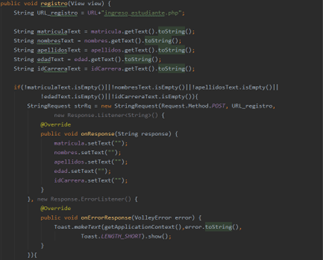 public void registro(View view) {
String URL_registro = URL+"ingreso_estudiante.php";
String matriculaText = matricula.getText().toString();
String nombresText = nombres.getText().toString();
String apellidosText = apellidos.getText().toString();
String edadText = edad.getText().toString();
String idCarreraText = idCarrera.getText().toString();
if(!matriculaText.isEmpty()||!nombresText.isEmpty()||!apellidosText.isEmpty()||
!edadText.isEmpty()||!idCarreraText.isEmpty()){
StringRequest strRq = new StringRequest(Request.Method.POST, URL_registro,
new Response.Listener<String>() {
@Override
public void onResponse(String response) {
matricula.setText("");
nombres.setText("");
apellidos.setText("");
edad.setText("");
idCarrera.setText("");
}
}, new Response.ErrorListener() {
@Override
public void onErrorResponse(VolleyError error) {
Toast.makeText(getApplicationContext(),error.toString(),
Toast.LENGTH_SHORT).show();
}
}){